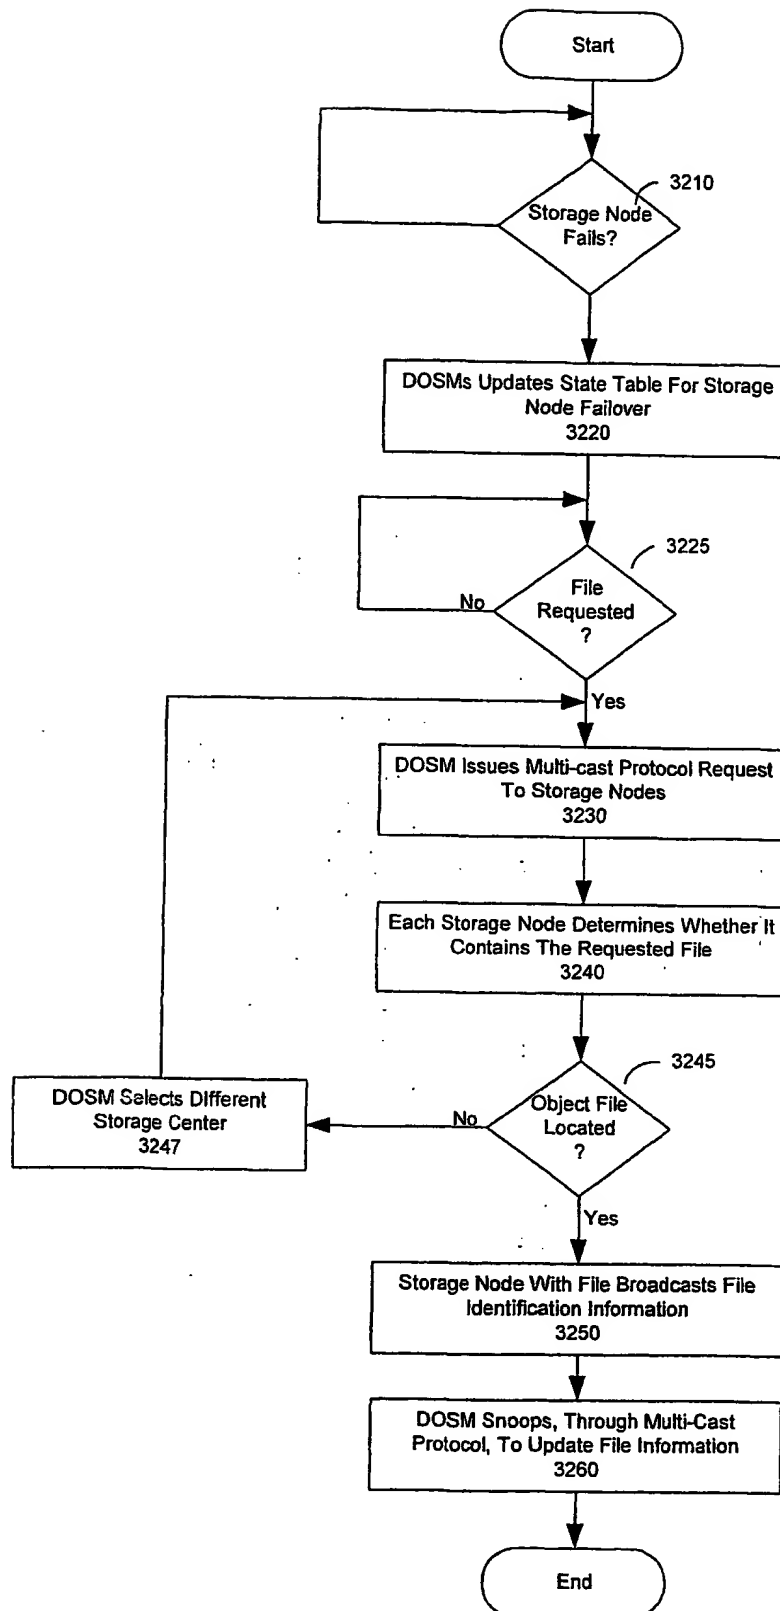 Start
3210
Storage Node
Fails?
DOSMs Updates State Table For Storage
Node Failover
3220
3225
File
Requested
?
No
Yes
DOSM Issues Multi-cast Protocol Request
To Storage Nodes
3230
Each Storage Node Determines Whether It
Contains The Requested File
3240
3245
Object File
Located
?
No
DOSM Selects Different
Storage Center
3247
Yes
Storage Node With File Broadcasts File
Identification Information
3250
DOSM Snoops, Through Multi-Cast
Protocol, To Update File Information
3260
End